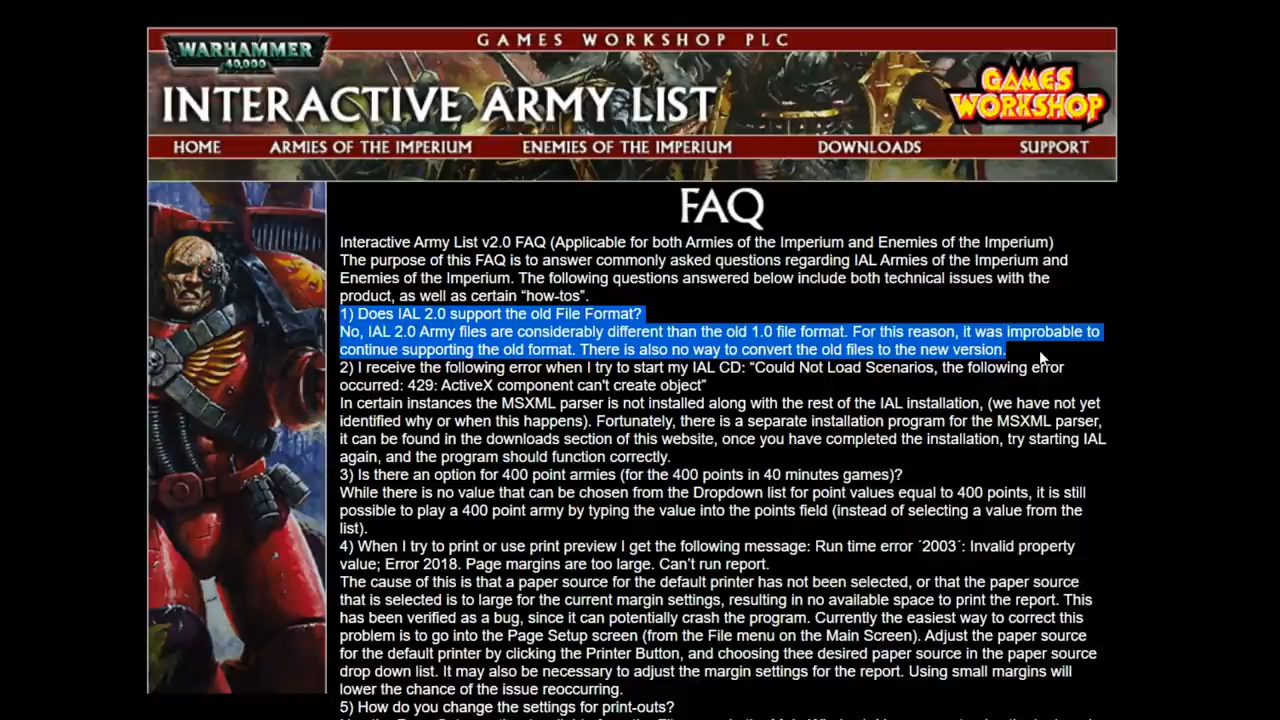 GAMES WORKSHOP PLC
WARHAMMER
40,000
INTERACTIVE ARMY LIST
GAMES
WORKSHOP
HOME ARMIES OF THE IMPERIUM ENEMIES OF THE IMPERIUM DOWNLOADS SUPPORT
FAQ
Interactive Army List v2.0 FAQ (Applicable for both Armies of the Imperium and Enemies of the Imperium)
The purpose of this FAQ is to answer commonly asked questions regarding IAL Armies of the Imperium and
Enemies of the Imperium. The following questions answered below include both technical issues with the
product, as well as certain “how-tos”.
1) Does IAL 2.0 support the old File Format?
No, IAL 2.0 Army files are considerably different than the old 1.0 file format. For this reason, it was improbable to
continue supporting the old format. There is also no way to convert the old files to the new version.
2) I receive the following error when I try to start my IAL CD: “Could Not Load Scenarios, the following error
occurred: 429: ActiveX component can't create object”
In certain instances the MSXML parser is not installed along with the rest of the IAL installation, (we have not yet
identified why or when this happens). Fortunately, there is a separate installation program for the MSXML parser,
it can be found in the downloads section of this website, once you have completed the installation, try starting IAL
again, and the program should function correctly.
3) Is there an option for 400 point armies (for the 400 points in 40 minutes games)?
While there is no value that can be chosen from the Dropdown list for point values equal to 400 points, it is still
possible to play a 400 point army by typing the value into the points field (instead of selecting a value from the
list).
4) When I try to print or use print preview I get the following message: Run time error ´2003´: Invalid property
value; Error 2018. Page margins are too large. Can’t run report.
The cause of this is that a paper source for the default printer has not been selected, or that the paper source
that is selected is to large for the current margin settings, resulting in no available space to print the report. This
has been verified as a bug, since it can potentially crash the program. Currently the easiest way to correct this
problem is to go into the Page Setup screen (from the File menu on the Main Screen). Adjust the paper source
for the default printer by clicking the Printer Button, and choosing thee desired paper source in the paper source
drop down list. It may also be necessary to adjust the margin settings for the report. Using small margins will
lower the chance of the issue reoccurring.
5) How do you change the settings for print-outs?